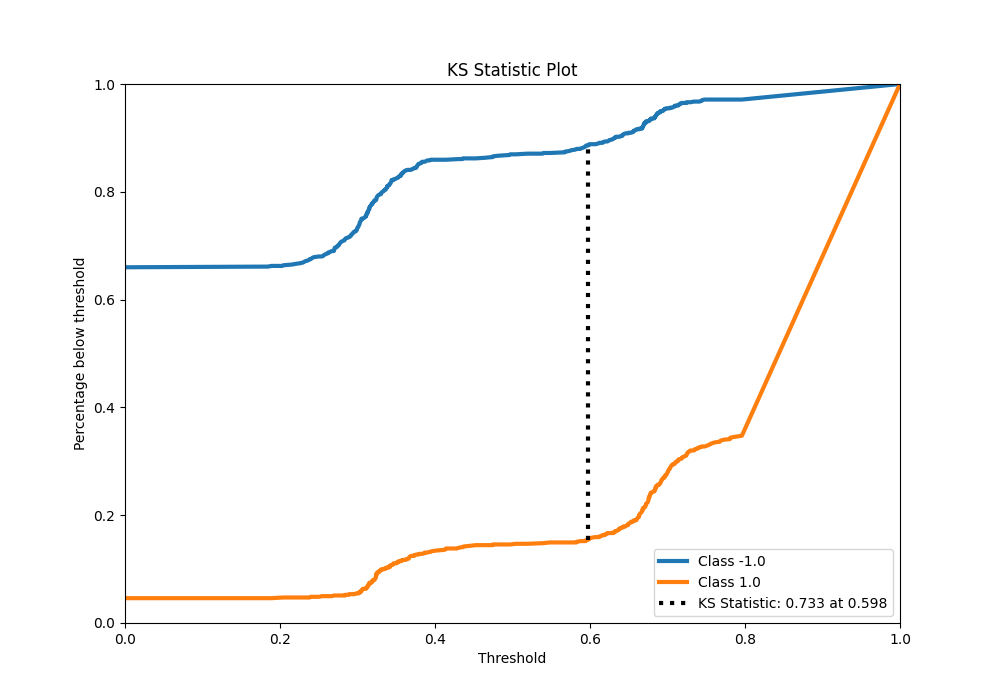 KS Statistic Plot
1.0
0.8
0.6
0.4
0.2
0.0
Percentage below threshold
0.0 0.2 0.4 0.6 0.8 1.0
Threshold
Class -1.0
Class 1.0
KS Statistic: 0.733 at 0.598